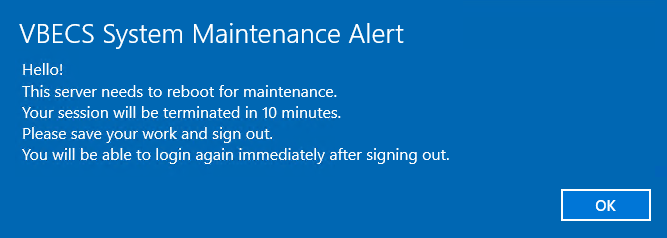 VBECS System Maintenance Alert
Hello!
This server needs to reboot for maintenance.
Your session will be terminated in 10 minutes.
Please save your work and sign out.
You will be able to login again immediately after signing out.
OK